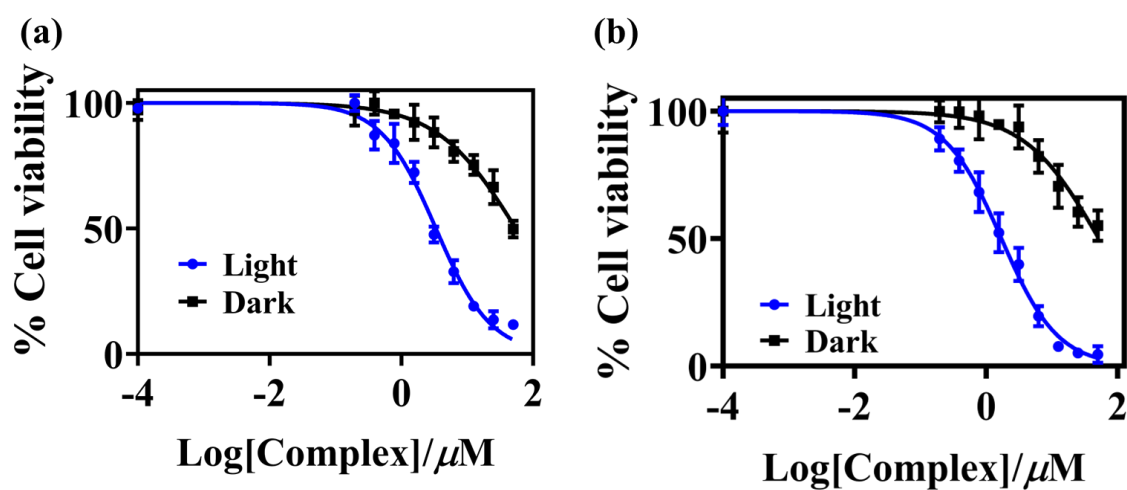 (a)
% Cell viability
100
50
0
Light
Dark
-4 -2 0 2
Log[Complex]/μM
(b)
% Cell viability
100
50
0
Light
Dark
-4 -2 0 2
Log[Complex]/μM